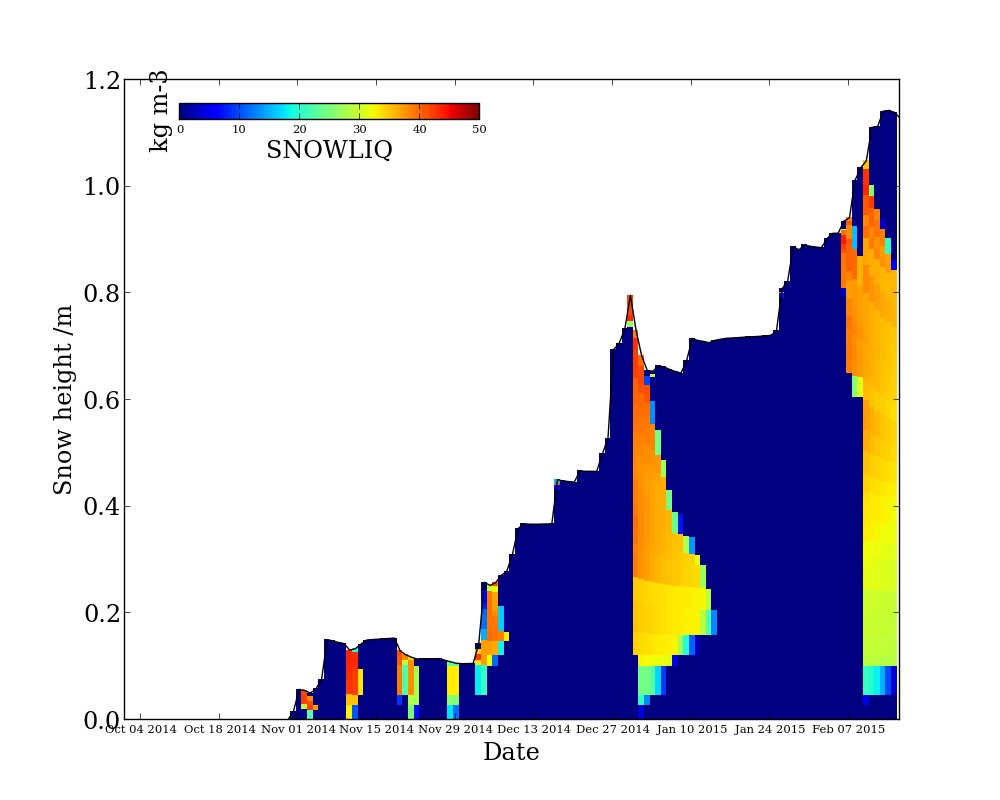 1.2
kg m-3
0 10 20 30 40 50
SNOWLIQ
1.0
0.8
Snow height /m
0.6
0.4
0.2
0.0
Oct 04 2014 Oct 18 2014 Nov 01 2014 Nov 15 2014 Nov 29 2014 Dec 13 2014 Dec 27 2014 Jan 10 2015 Jan 24 2015 Feb 07 2015
Date